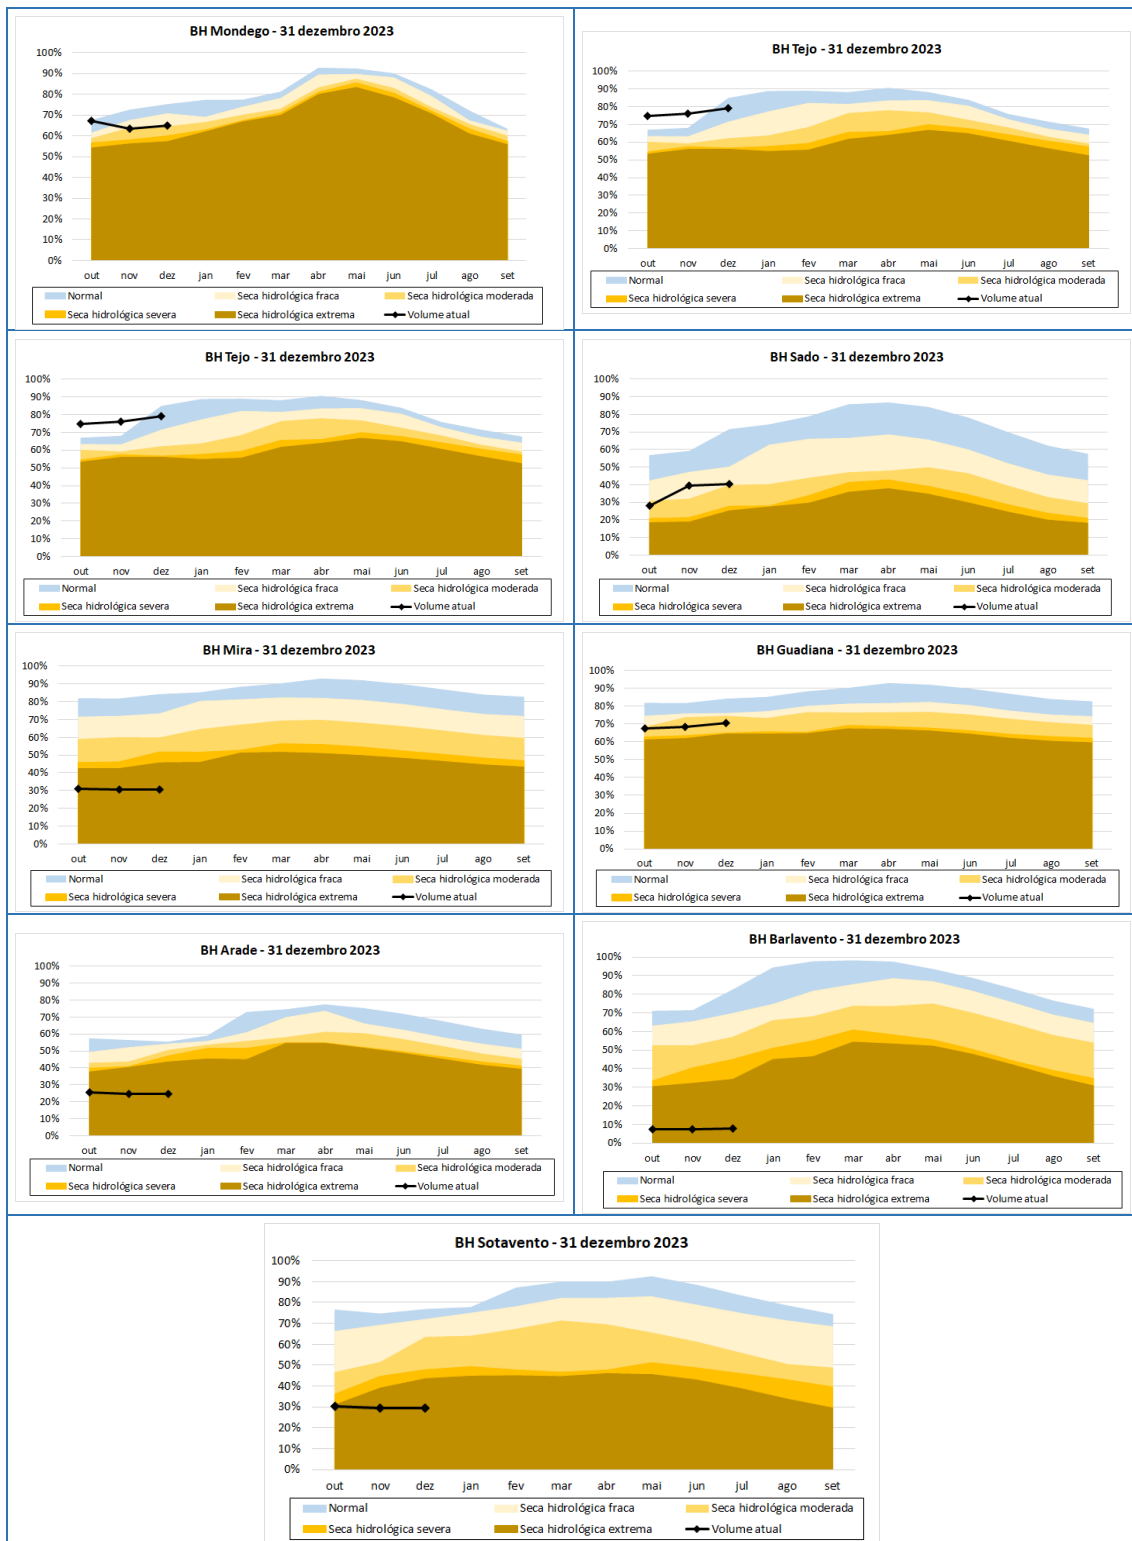 BH Mondego - 31 dezembro 2023
100%
90%
80%
70%
60%
50%
40%
30%
20%
10%
0%
out nov dez jan fev mar abr mai jun jul ago set
Normal Seca hidrológica fraca Seca hidrológica moderada
Seca hidrológica severa Seca hidrológica extrema Volume atual
BH Tejo - 31 dezembro 2023
100%
90%
80%
70%
60%
50%
40%
30%
20%
10%
0%
out nov dez jan fev mar abr mai jun jul ago set
Normal Seca hidrológica fraca Seca hidrológica moderada
Seca hidrológica severa Seca hidrológica extrema Volume atual
BH Tejo - 31 dezembro 2023
100%
90%
80%
70%
60%
50%
40%
30%
20%
10%
0%
out nov dez jan fev mar abr mai jun jul ago set
Normal Seca hidrológica fraca Seca hidrológica moderada
Seca hidrológica severa Seca hidrológica extrema Volume atual
BH Sado - 31 dezembro 2023
100%
90%
80%
70%
60%
50%
40%
30%
20%
10%
0%
out nov dez jan fev mar abr mai jun jul ago set
Normal Seca hidrológica fraca Seca hidrológica moderada
Seca hidrológica severa Seca hidrológica extrema Volume atual
BH Mira - 31 dezembro 2023
100%
90%
80%
70%
60%
50%
40%
30%
20%
10%
0%
out nov dez jan fev mar abr mai jun jul ago set
Normal Seca hidrológica fraca Seca hidrológica moderada
Seca hidrológica severa Seca hidrológica extrema Volume atual
BH Guadiana - 31 dezembro 2023
100%
90%
80%
70%
60%
50%
40%
30%
20%
10%
0%
out nov dez jan fev mar abr mai jun jul ago set
Normal Seca hidrológica fraca Seca hidrológica moderada
Seca hidrológica severa Seca hidrológica extrema Volume atual
BH Arade - 31 dezembro 2023
100%
90%
80%
70%
60%
50%
40%
30%
20%
10%
0%
out nov dez jan fev mar abr mai jun jul ago set
Normal Seca hidrológica fraca Seca hidrológica moderada
Seca hidrológica severa Seca hidrológica extrema Volume atual
BH Barlavento - 31 dezembro 2023
100%
90%
80%
70%
60%
50%
40%
30%
20%
10%
0%
out nov dez jan fev mar abr mai jun jul ago set
Normal Seca hidrológica fraca Seca hidrológica moderada
Seca hidrológica severa Seca hidrológica extrema Volume atual
BH Sotavento - 31 dezembro 2023
100%
90%
80%
70%
60%
50%
40%
30%
20%
10%
0%
out nov dez jan fev mar abr mai jun jul ago set
Normal Seca hidrológica fraca Seca hidrológica moderada
Seca hidrológica severa Seca hidrológica extrema Volume atual